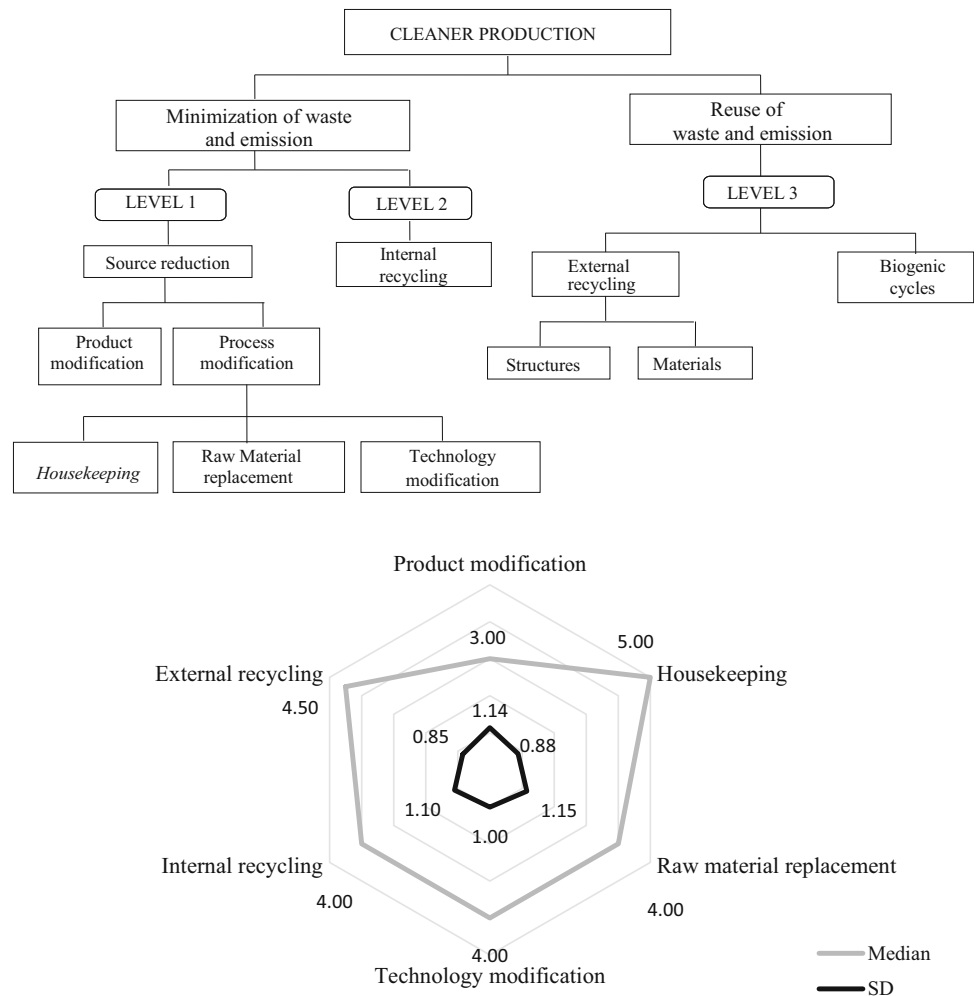 CLEANER PRODUCTION
Minimization of waste
and emission
Reuse of
waste and emission
LEVEL 1
LEVEL 2
LEVEL 3
Source reduction
Internal
recycling
External
recycling
Biogenic
cycles
Product
modification
Process
modification
Structures
Materials
Housekeeping
Raw Material
replacement
Technology
modification
Product modification
3.00
5.00
External recycling
Housekeeping
4.50
1.14
0.85
0.88
1.10
1.15
1.00
Internal recycling
Raw material replacement
4.00
4.00
4.00
Technology modification
Median
SD